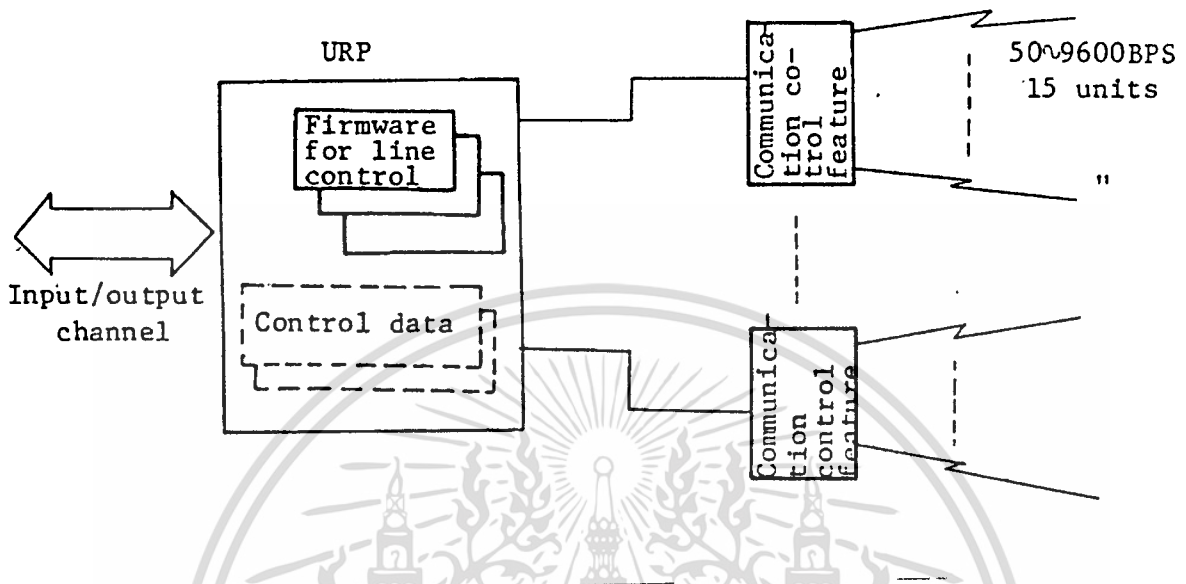 URP
Firmware
for line
control
Control data
Input/output
channel
Communica-
tion co-
trol
feature
50~9600BPS
15 units
"
Communica-
tion
control
feature